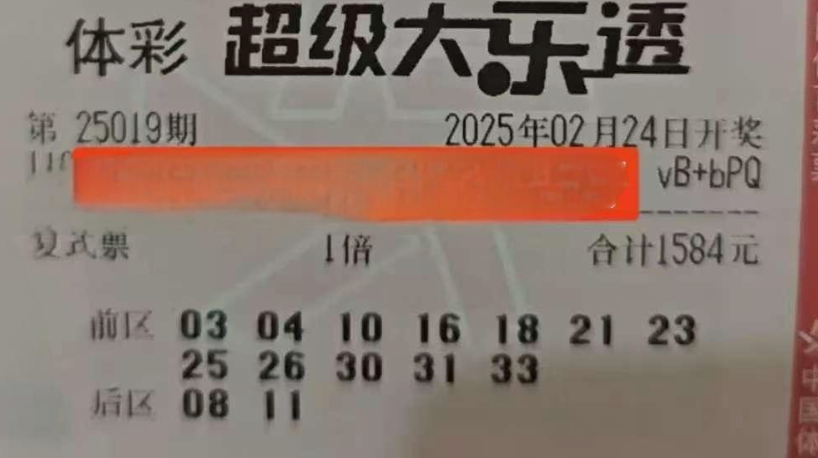 体彩 超级大乐透
第 25019期 2025年02月24日开奖
110 vB+bPQ
复式票 1倍 合计1584元
前区 03 04 10 16 18 21 23
25 26 30 31 33
后区 08 11
中国体